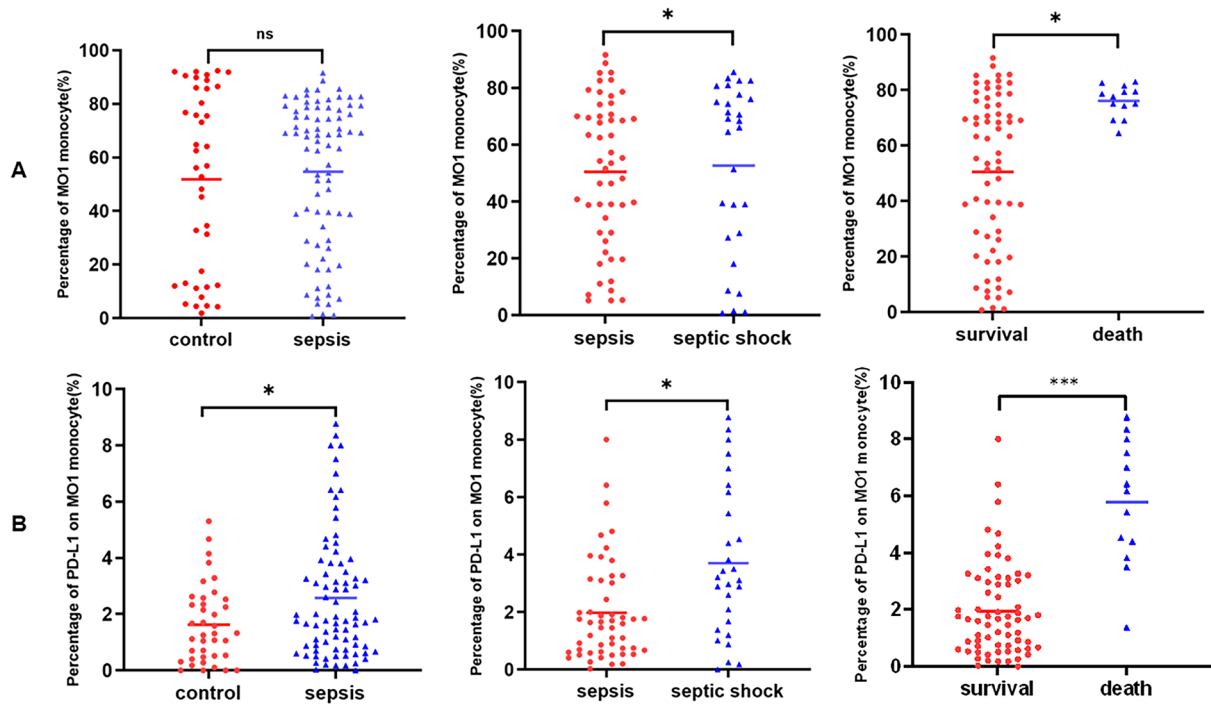 A
Percentage of MO1 monocyte(%)
100
80
60
40
20
0
ns
control sepsis
Percentage of MO1 monocyte(%)
100
80
60
40
20
0
*
sepsis septic shock
Percentage of MO1 monocyte(%)
100
80
60
40
20
0
*
survival death
B
Percentage of PD-L1 on MO1 monocyte(%)
10
8
6
4
2
0
*
control sepsis
Percentage of PD-L1 on MO1 monocyte(%)
10
8
6
4
2
0
*
sepsis septic shock
Percentage of PD-L1 on MO1 monocyte(%)
10
8
6
4
2
0
***
survival death